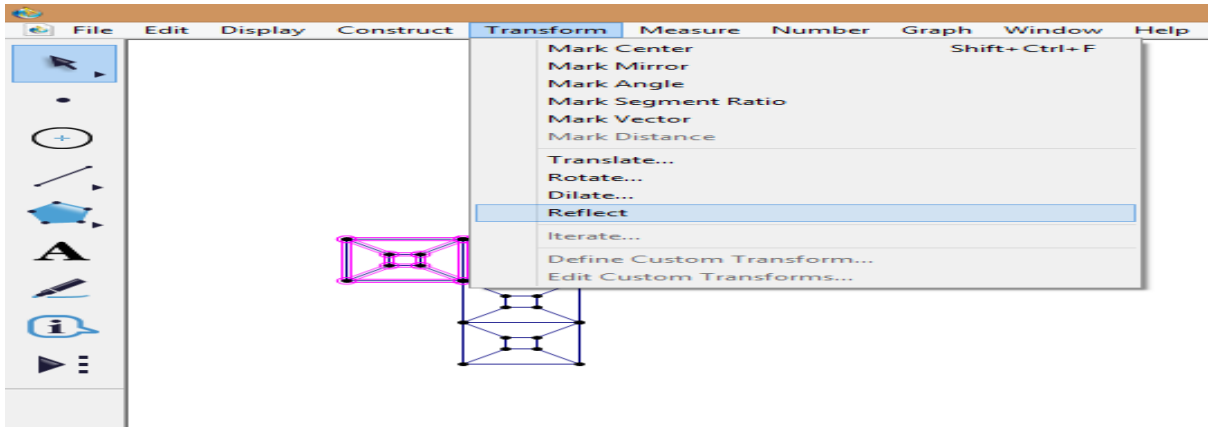 File Edit Display Construct Transform Measure Number Graph Window Help
Mark Center Shift+Ctrl+F
Mark Mirror
Mark Angle
Mark Segment Ratio
Mark Vector
Mark Distance
Translate...
Rotate...
Dilate...
Reflect
Iterate...
Define Custom Transform...
Edit Custom Transforms...
A
i